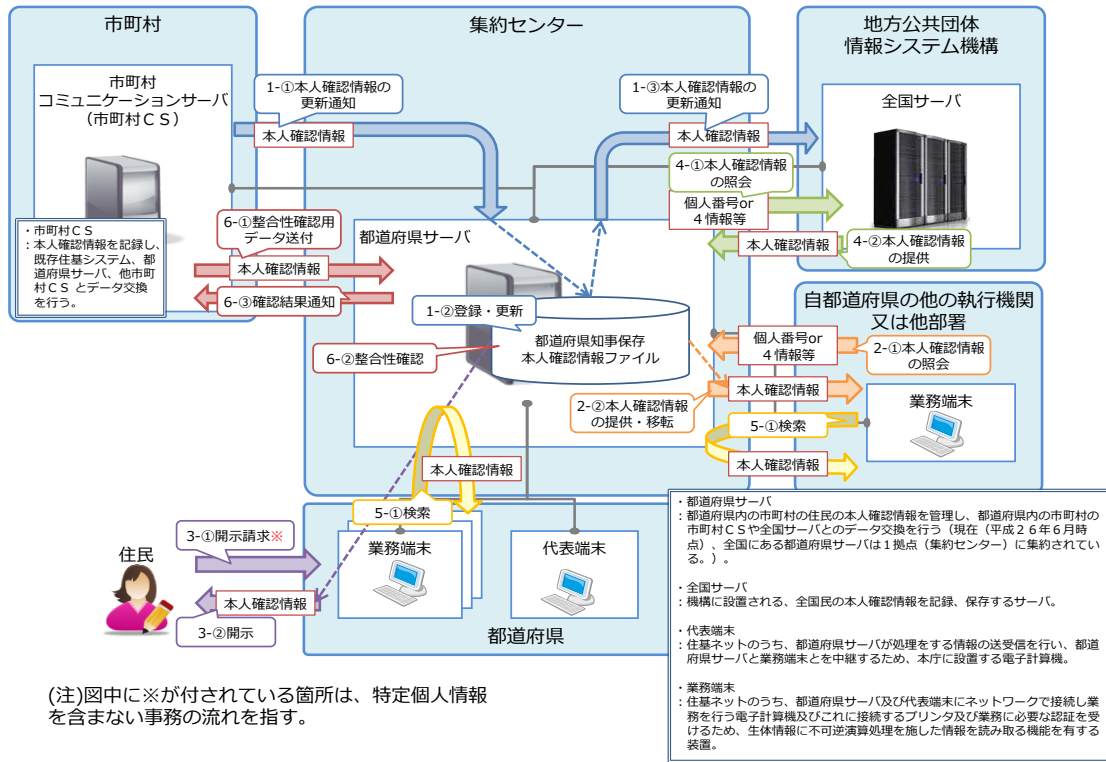 市町村
集約センター
地方公共団体
情報システム機構
市町村
コミュニケーションサーバ
（市町村ＣＳ）
1-①本人確認情報の
更新通知
本人確認情報
1-③本人確認情報の
更新通知
本人確認情報
全国サーバ
4-①本人確認情報
の照会
個人番号or
４情報等
本人確認情報
4-②本人確認情報
の提供
・市町村ＣＳ
：本人確認情報を記録し、
既存住基システム、都
道府県サーバ、他市町
村ＣＳ とデータ交換
を行う。
6-①整合性確認用
データ送付
本人確認情報
6-③確認結果通知
都道府県サーバ
1-②登録・更新
都道府県知事保存
本人確認情報ファイル
6-②整合性確認
自都道府県の他の執行機関
又は他部署
個人番号or
４情報等
2-①本人確認情報
の照会
本人確認情報
2-②本人確認情報
の提供・移転
業務端末
5-①検索
本人確認情報
本人確認情報
5-①検索
3-①開示請求※
住民
本人確認情報
3-②開示
業務端末
代表端末
都道府県
・都道府県サーバ
：都道府県内の市町村の住民の本人確認情報を管理し、都道府県内の市町村の
市町村ＣＳや全国サーバとのデータ交換を行う（現在（平成２６年６月時
点）、全国にある都道府県サーバは１拠点（集約センター）に集約されてい
る。）。
・全国サーバ
：機構に設置される、全国民の本人確認情報を記録、保存するサーバ。
・代表端末
：住基ネットのうち、都道府県サーバが処理をする情報の送受信を行い、都道
府県サーバと業務端末とを中継するため、本庁に設置する電子計算機。
・業務端末
：住基ネットのうち、都道府県サーバ及び代表端末にネットワークで接続し業
務を行う電子計算機及びこれに接続するプリンタ及び業務に必要な認証を受
けるため、生体情報に不可逆演算処理を施した情報を読み取る機能を有する
装置。
(注)図中に※が付されている箇所は、特定個人情報
を含まない事務の流れを指す。